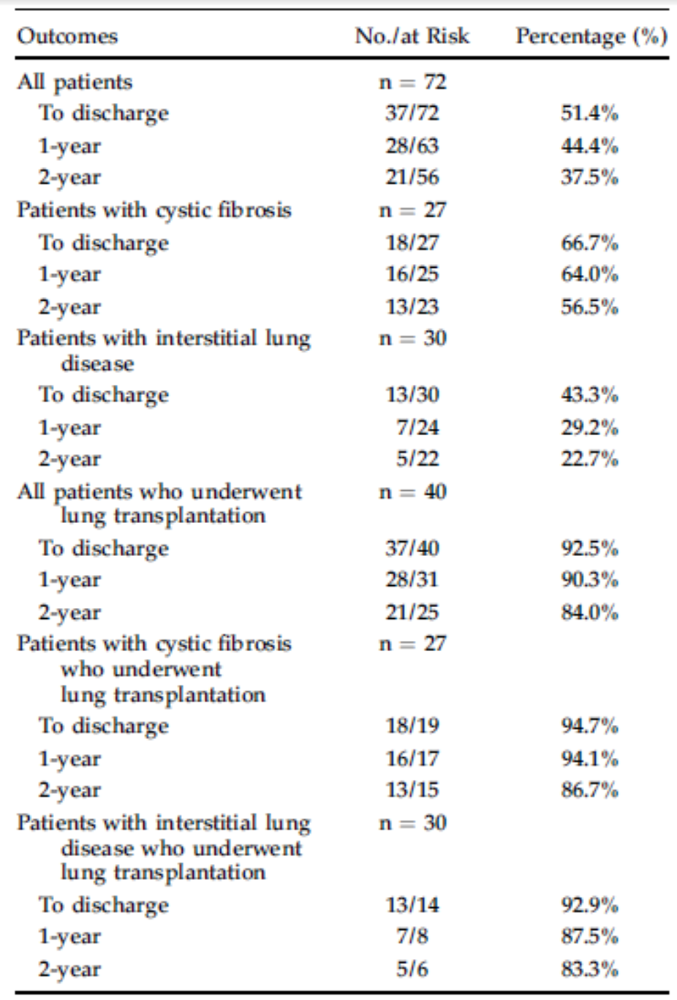 Outcomes No./at Risk Percentage (%)
All patients n = 72
To discharge 37/72 51.4%
1-year 28/63 44.4%
2-year 21/56 37.5%
Patients with cystic fibrosis n = 27
To discharge 18/27 66.7%
1-year 16/25 64.0%
2-year 13/23 56.5%
Patients with interstitial lung n = 30
disease
To discharge 13/30 43.3%
1-year 7/24 29.2%
2-year 5/22 22.7%
All patients who underwent n = 40
lung transplantation
To discharge 37/40 92.5%
1-year 28/31 90.3%
2-year 21/25 84.0%
Patients with cystic fibrosis n = 27
who underwent
lung transplantation
To discharge 18/19 94.7%
1-year 16/17 94.1%
2-year 13/15 86.7%
Patients with interstitial lung n = 30
disease who underwent
lung transplantation
To discharge 13/14 92.9%
1-year 7/8 87.5%
2-year 5/6 83.3%